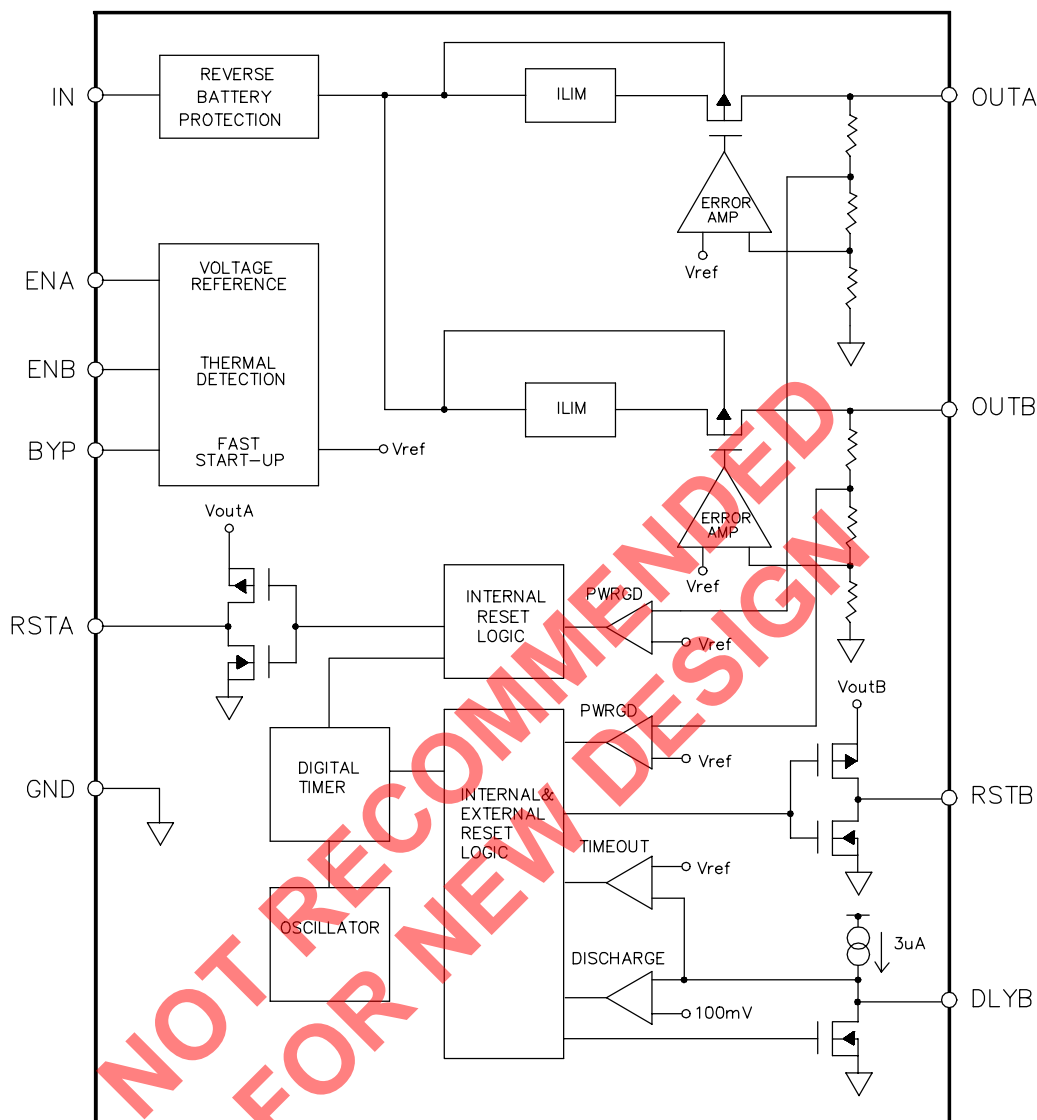 IN
REVERSE
BATTERY
PROTECTION
ILIM
OUTA
ERROR
AMP
Vref
ENA
VOLTAGE
REFERENCE
ENB
THERMAL
DETECTION
BYP
FAST
START-UP
Vref
ILIM
OUTB
ERROR
AMP
Vref
VoutA
RSTA
INTERNAL
RESET
LOGIC
PWRGD
Vref
VoutB
PWRGD
Vref
GND
DIGITAL
TIMER
INTERNAL&
EXTERNAL
RESET
LOGIC
RSTB
TIMEOUT
Vref
OSCILLATOR
3uA
DISCHARGE
100mV
DLYB
NOT RECOMMENDED
FOR NEW DESIGN